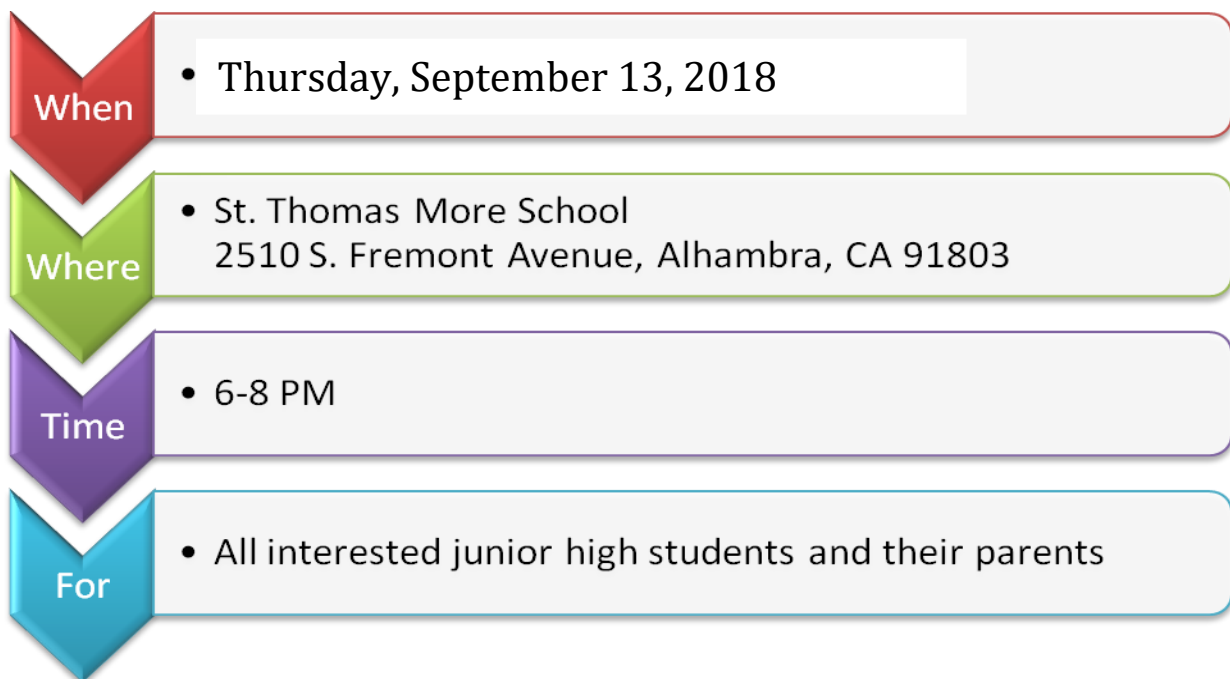 When
• Thursday, September 13, 2018
Where
• St. Thomas More School
2510 S. Fremont Avenue, Alhambra, CA 91803
Time
• 6-8 PM
For
• All interested junior high students and their parents